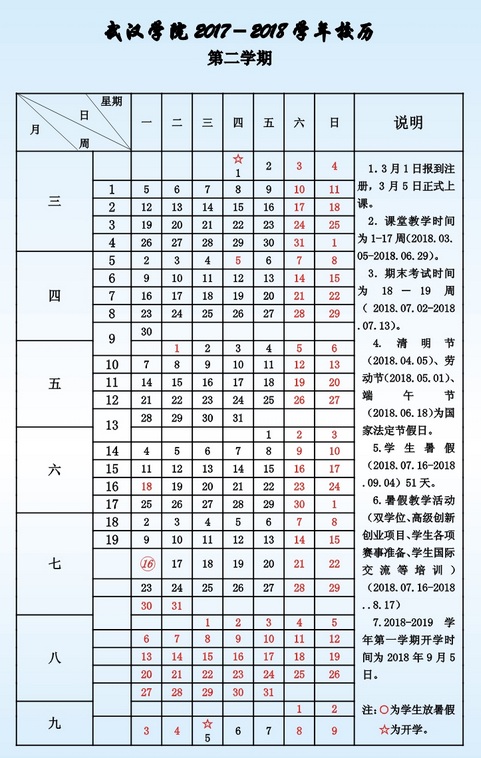 武汉学院2017－2018学年校历
第二学期
星期
日
月
周
一 二 三 四 五 六 日 说明
三
☆
1 2 3 4
1 5 6 7 8 9 10 11
2 12 13 14 15 16 17 18
3 19 20 21 22 23 24 25
4 26 27 28 29 30 31 1
四
5 2 3 4 5 6 7 8
6 9 10 11 12 13 14 15
7 16 17 18 19 20 21 22
8 23 24 25 26 27 28 29
9 30
五
1 2 3 4 5 6
10 7 8 9 10 11 12 13
11 14 15 16 17 18 19 20
12 21 22 23 24 25 26 27
13 28 29 30 31
六
1 2 3
14 4 5 6 7 8 9 10
15 11 12 13 14 15 16 17
16 18 19 20 21 22 23 24
17 25 26 27 28 29 30 1
七
18 2 3 4 5 6 7 8
19 9 10 11 12 13 14 15
16 17 18 19 20 21 22
23 24 25 26 27 28 29
30 31
八
1 2 3 4 5
6 7 8 9 10 11 12
13 14 15 16 17 18 19
20 21 22 23 24 25 26
27 28 29 30 31
九
1 2
3 4 ☆5 6 7 8 9
1.3月1日报到注
册，3月5日正式上
课。
2．课堂教学时间
为1-17周(2018.03.
05-2018.06.29)。
3．期末考试时间
为 18－19 周
（2018.07.02-2018
.07.13)。
4.清明节
(2018.04.05)、劳
动节(2018.05.01)、
端午节
(2018.06.18)为国
家法定节假日。
5.学生暑假
(2018.07.16-2018
.09.04) 51天。
6.暑假教学活动
(双学位、高级创新
创业项目、学生各项
赛事准备、学生国际
交流等培训）
(2018.07.16-2018
..8.17)
7.2018-2019 学
年第一学期开学时
间为2018年9月5
日。
注：○为学生放暑假
☆为开学。